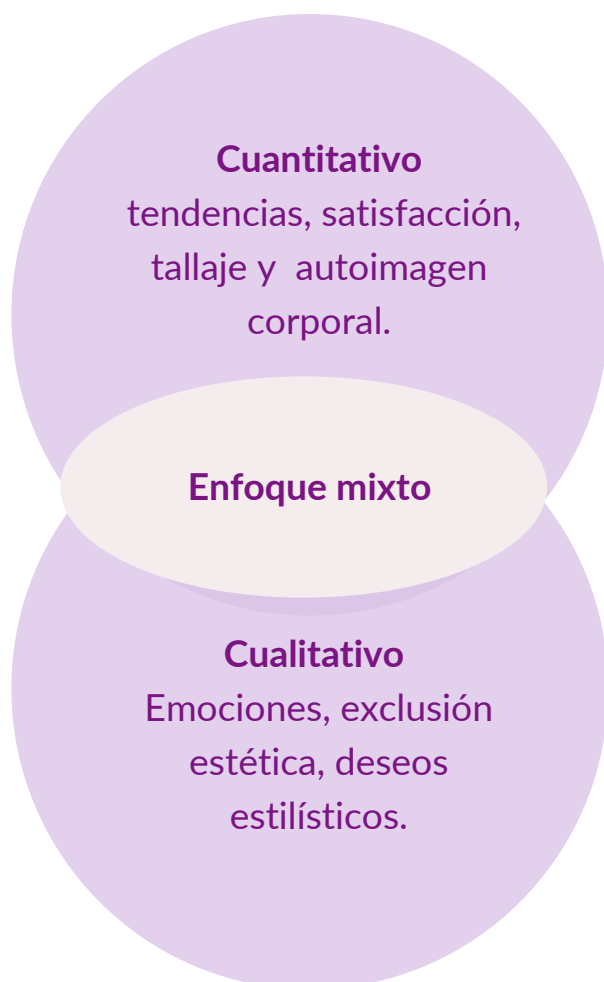 Cuantitativo
tendencias, satisfacción,
tallaje y  autoimagen
corporal.
Enfoque mixto
Cualitativo
Emociones, exclusión
estética, deseos
estilísticos.